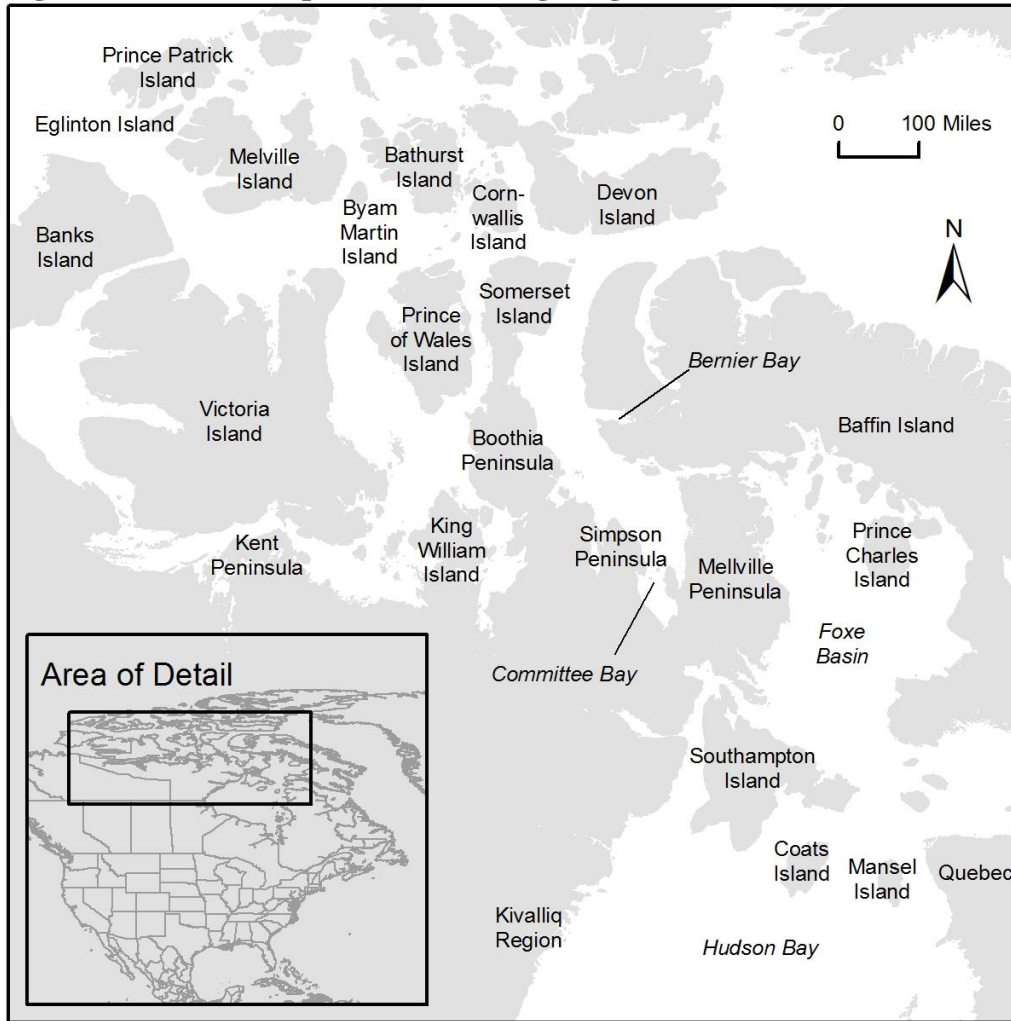 Prince Patrick
Island
Eglinton Island
Melville
Island
Bathurst
Island
Corn-
wallis
Island
Devon
Island
0 100 Miles
N
Banks
Island
Byam
Martin
Island
Somerset
Island
Prince
of Wales
Island
Bernier Bay
Victoria
Island
Boothia
Peninsula
Baffin Island
Kent
Peninsula
King
William
Island
Simpson
Peninsula
Mellville
Peninsula
Prince
Charles
Island
Foxe
Basin
Committee Bay
Area of Detail
Southampton
Island
Coats
Island
Mansel
Island
Quebec
Kivalliq
Region
Hudson Bay